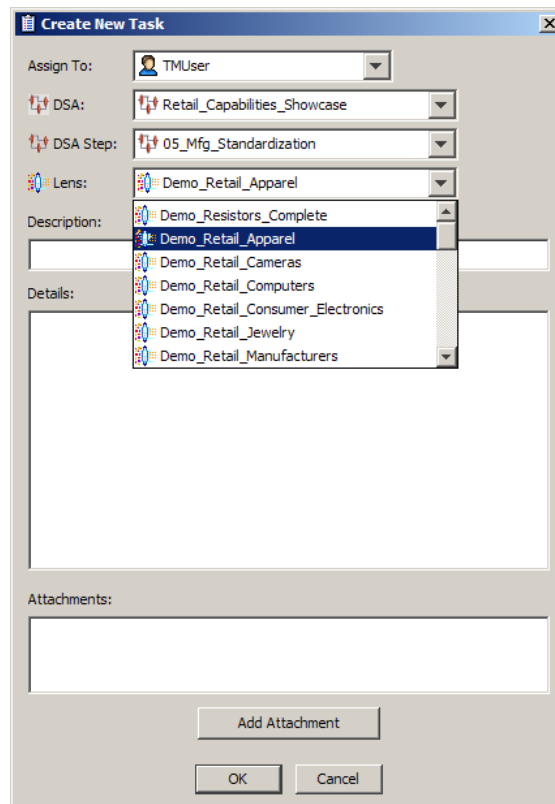 Create New Task
Assign To: TMUser
DSA: Retail_Capabilities_Showcase
DSA Step: 05_Mfg_Standardization
Lens: Demo_Retail_Apparel
Demo_Resistors_Complete
Description:
Demo_Retail_Apparel
Demo_Retail_Cameras
Demo_Retail_Computers
Details:
Demo_Retail_Consumer_Electronics
Demo_Retail_Jewelry
Demo_Retail_Manufacturers
Attachments:
Add Attachment
OK Cancel